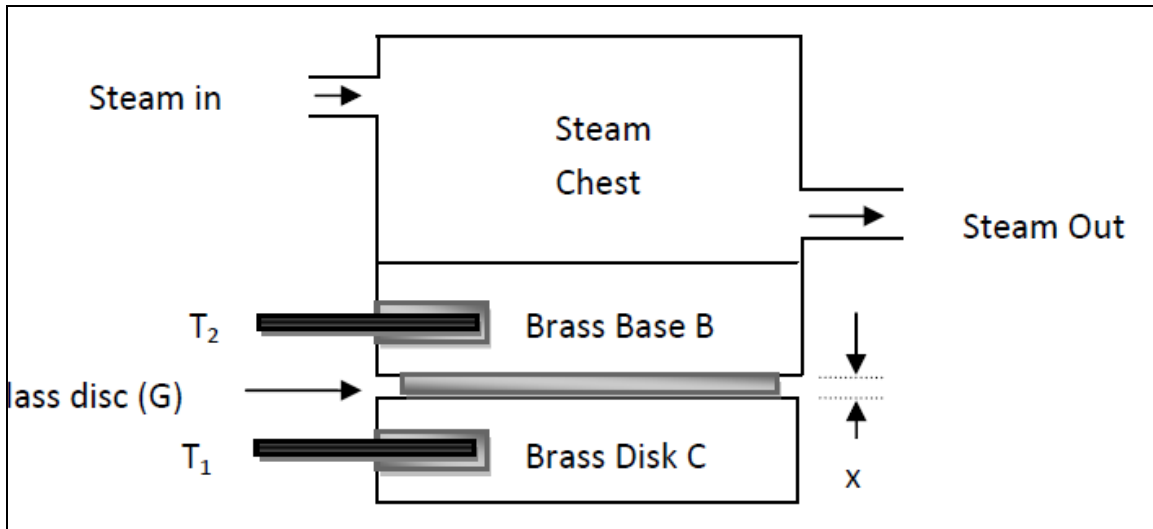 Steam in
Steam
Chest
Steam Out
T₂
Brass Base B
lass disc (G)
T₁
Brass Disk C
x